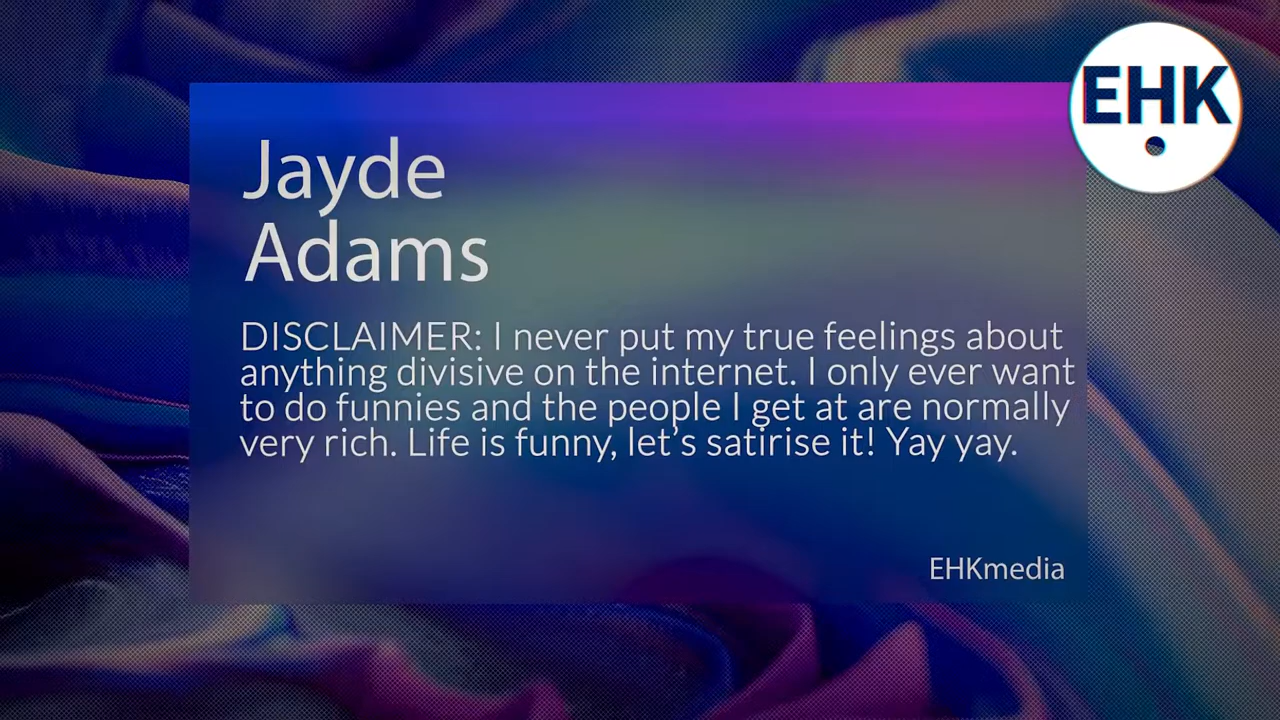 EHK
Jayde
Adams
DISCLAIMER: I never put my true feelings about
anything divisive on the internet. I only ever want
to do funnies and the people I get at are normally
very rich. Life is funny, let's satirise it! Yay yay.
EHKmedia